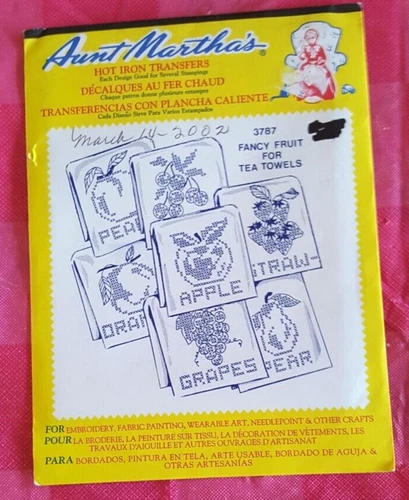 Aunt Martha's®
HOT IRON TRANSFERS
Each Design Good for Several Stampings
DÉCALQUES AU FER CHAUD
Chaque patron donne plusieurs estampes
TRANSFERENCIAS CON PLANCHA CALIENTE
Cada Diseño Sirve Para Varios Estampados
March 14-2002
3787
FANCY FRUIT
FOR
TEA TOWELS
PEA
STRAW-
APPLE
ORAN
GRAPES
PEAR
FOR EMBROIDERY, FABRIC PAINTING, WEARABLE ART, NEEDLEPOINT & OTHER CRAFTS
POUR LA BRODERIE, LA PEINTURE SUR TISSU, LA DÉCORATION DE VÊTEMENTS, LES
TRAVAUX D'AIGUILLE ET AUTRES OUVRAGES D'ARTISANAT
PARA BORDADOS, PINTURA EN TELA, ARTE USABLE, BORDADO DE AGUJA &
OTRAS ARTESANÍAS